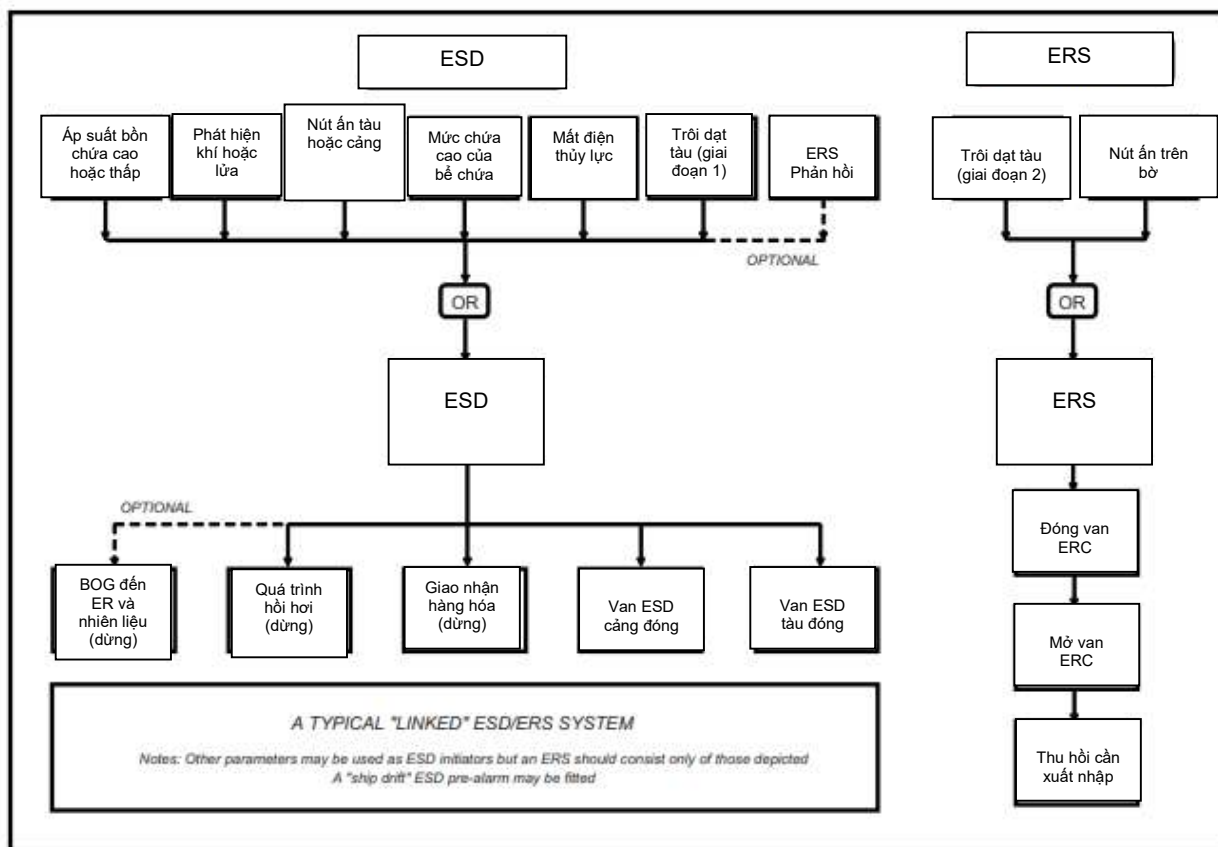 ESD
ERS
Áp suất bồn
chứa cao
hoặc thấp
Phát hiện
khí hoặc
lửa
Nút ấn tàu
hoặc cảng
Mức chứa
cao của
bể chứa
Mất điện
thủy lực
Trôi dạt
tàu (giai
đoạn 1)
ERS
Phản hồi
Trôi dạt tàu
(giai đoạn 2)
Nút ấn trên
bờ
OPTIONAL
OR
OR
ESD
ERS
OPTIONAL
BOG đến
ER và
nhiên liệu
(dừng)
Quá trình
hồi hơi
(dừng)
Giao nhận
hàng hóa
(dừng)
Van ESD
cảng đóng
Van ESD
tàu đóng
Đóng van
ERC
Mở van
ERC
Thu hồi cần
xuất nhập
A TYPICAL "LINKED" ESD/ERS SYSTEM
Notes: Other parameters may be used as ESD initiators but an ERS should consist only of those depicted
A "ship drift" ESD pre-alarm may be fitted